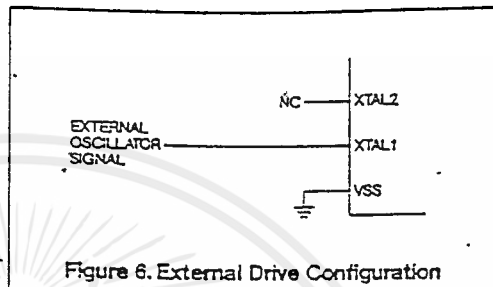 NC
XTAL2
EXTERNAL
OSCILLATOR
SIGNAL
XTAL1
VSS
Figure 6. External Drive Configuration